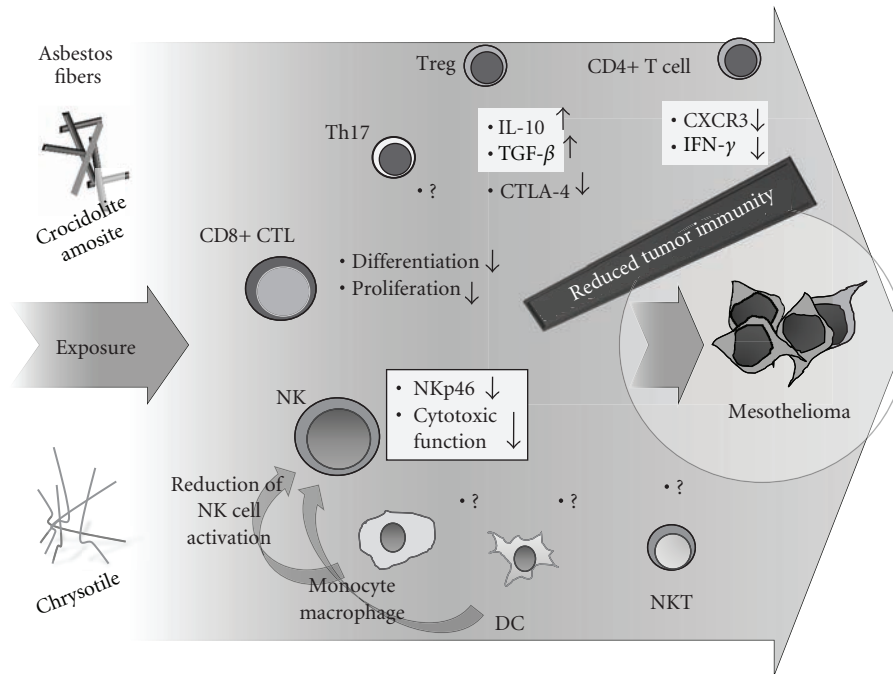 Asbestos
fibers
Crocidolite
amosite
Exposure
Chrysotile
Treg
CD4+ T cell
Th17
• ?
• IL-10 ↑
• TGF-β ↑
• CTLA-4 ↓
• CXCR3 ↓
• IFN-γ ↓
CD8+ CTL
• Differentiation ↓
• Proliferation ↓
Reduced tumor immunity
Mesothelioma
NK
• NKp46 ↓
• Cytotoxic
function ↓
Reduction of
NK cell
activation
• ?
• ?
• ?
Monocyte
macrophage
DC
NKT